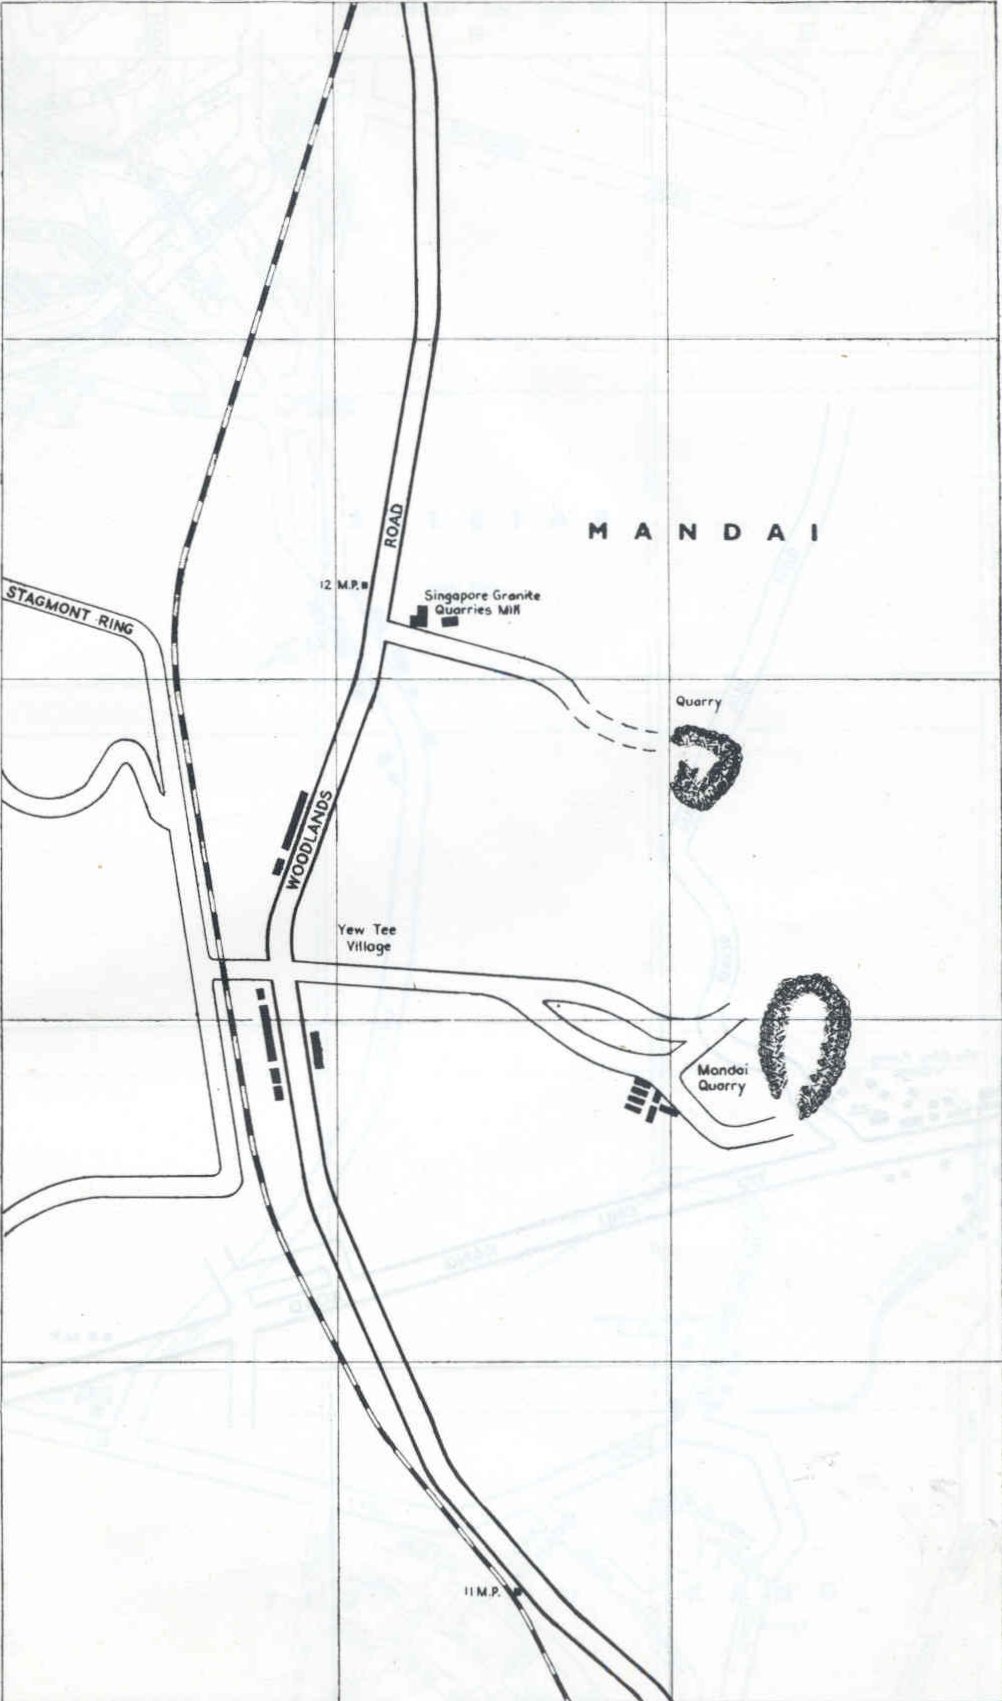 MANDAI
ROAD
12 M.P.
Singapore Granite
Quarries Mill
STAGMONT RING
Quarry
WOODLANDS
Yew Tee
Village
Mandai
Quarry
11 M.P.